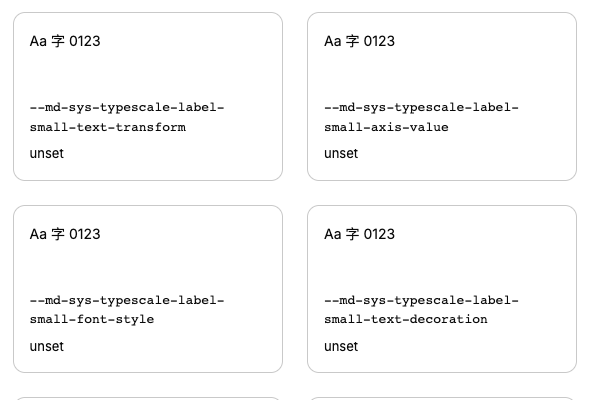 Aa 字 0123
--md-sys-typescale-label-
small-text-transform
unset
Aa 字 0123
--md-sys-typescale-label-
small-axis-value
unset
Aa 字 0123
--md-sys-typescale-label-
small-font-style
unset
Aa 字 0123
--md-sys-typescale-label-
small-text-decoration
unset